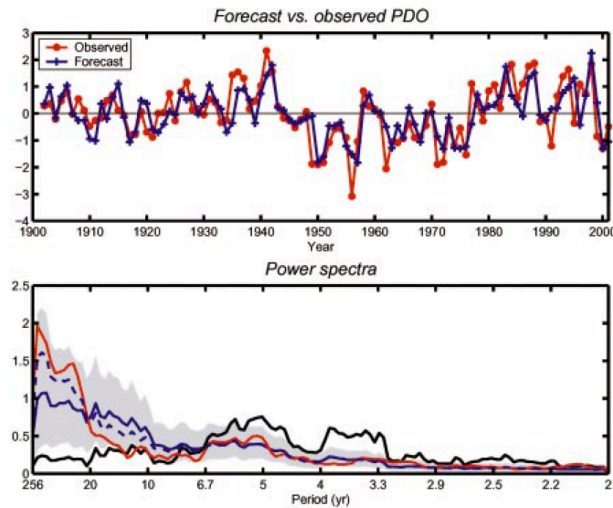 Forecast vs. observed PDO
3
2
1
0
-1
-2
-3
-4
Observed
Forecast
1900 1910 1920 1930 1940 1950 1960 1970 1980 1990 2000
Year
Power spectra
2.5
2
1.5
1
0.5
0
256 20 10 6.7 5 4 3.3 2.9 2.5 2.2 2
Period (yr)